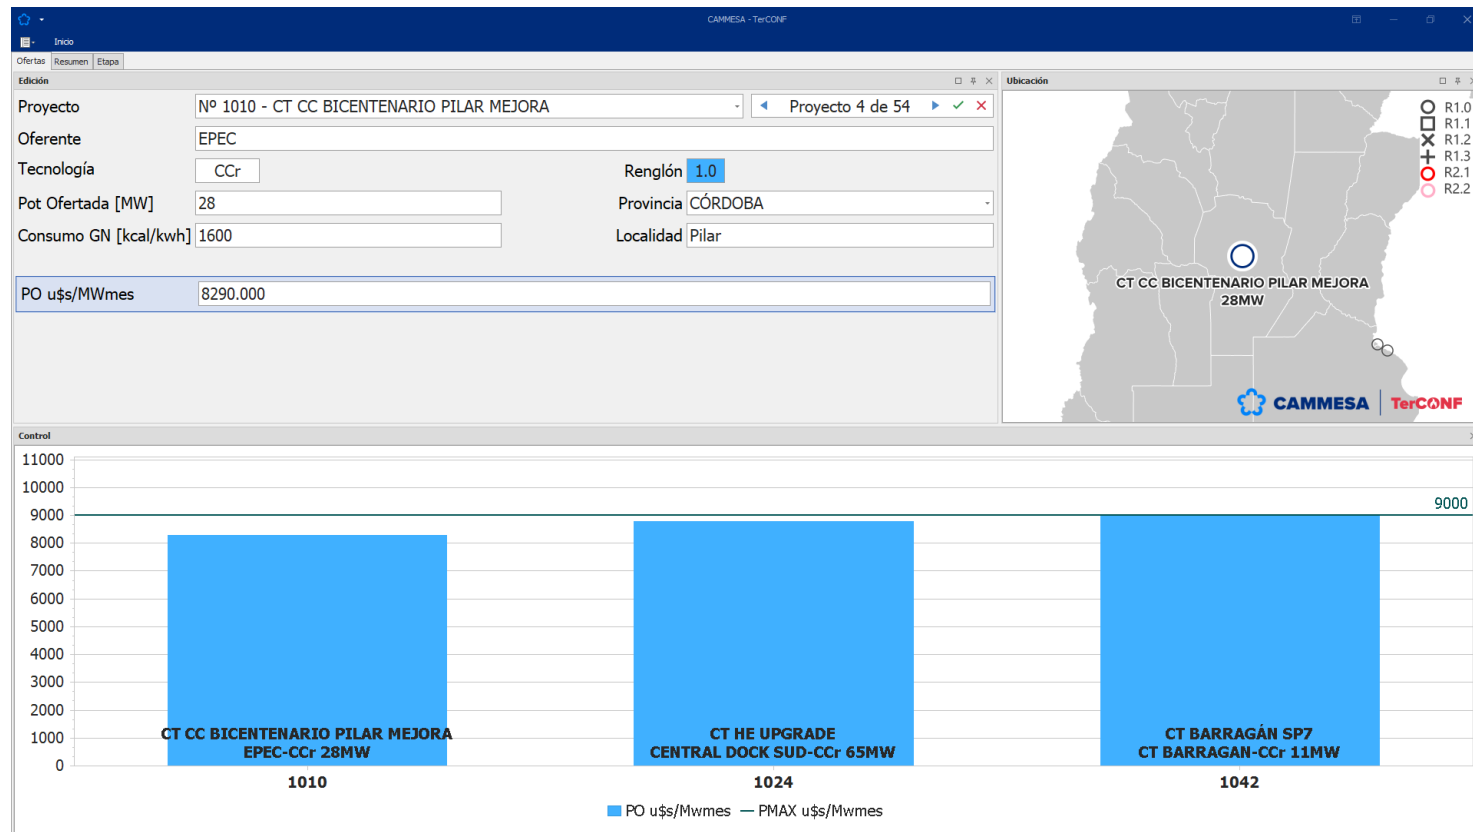 CAMMESA - TerCONF
Inicio
Ofertas Resumen Etapa
Edición
Proyecto Nº 1010 - CT CC BICENTENARIO PILAR MEJORA Proyecto 4 de 54
Oferente EPEC
Tecnología CCr Renglón 1.0
Pot Ofertada [MW] 28 Provincia CÓRDOBA
Consumo GN [kcal/kwh] 1600 Localidad Pilar
PO u$s/MWmes 8290.000
Ubicación
R1.0
R1.1
R1.2
R1.3
R2.1
R2.2
CT CC BICENTENARIO PILAR MEJORA
28MW
CAMMESA TerCONF
Control
11000
10000
9000
8000
7000
6000
5000
4000
3000
2000
1000
0
9000
CT CC BICENTENARIO PILAR MEJORA
EPEC-CCr 28MW
CT HE UPGRADE
CENTRAL DOCK SUD-CCr 65MW
CT BARRAGÁN SP7
CT BARRAGAN-CCr 11MW
1010 1024 1042
PO u$s/Mwmes PMAX u$s/Mwmes